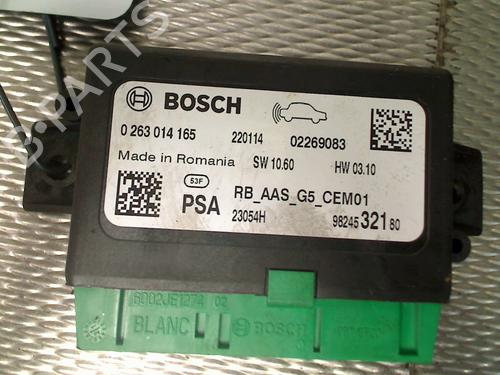 B-PARTS
BOSCH
0 263 014 165
220114
02269083
Made in Romania
SW 10.60
HW 03.10
53F
RB_AAS_G5_CEM01
PSA
23054H
98245 321 80
BLANC
BOSCH